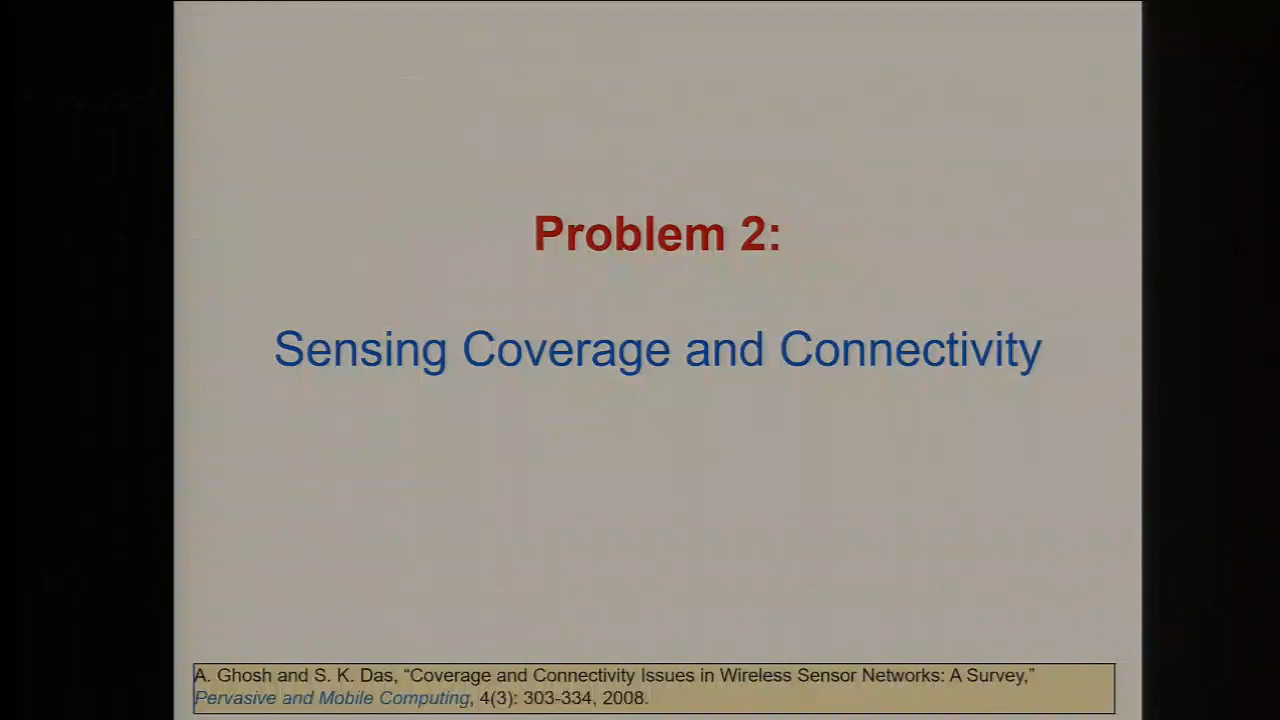 Problem 2:
Sensing Coverage and Connectivity
A. Ghosh and S. K. Das, “Coverage and Connectivity Issues in Wireless Sensor Networks: A Survey,”
Pervasive and Mobile Computing, 4(3): 303-334, 2008.